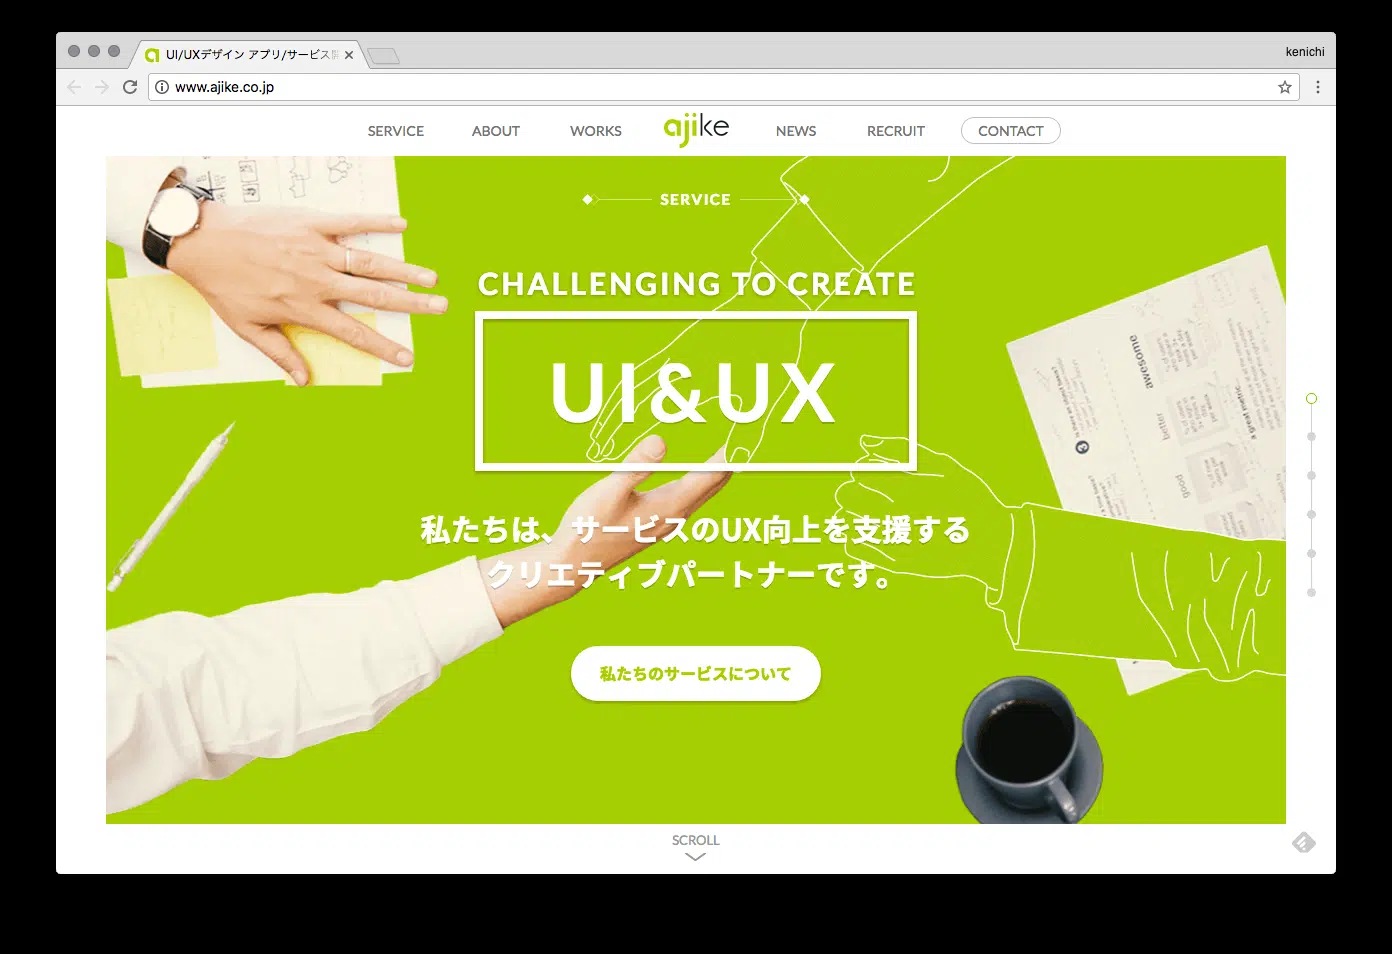 UI/UXデザイン アプリ/サービス
kenichi
www.ajike.co.jp
SERVICE ABOUT WORKS ajike NEWS RECRUIT CONTACT
SERVICE
CHALLENGING TO CREATE
UI&UX
私たちは、サービスのUX向上を支援する
クリエティブパートナーです。
私たちのサービスについて
awesome
a great metric.
better
good
SCROLL